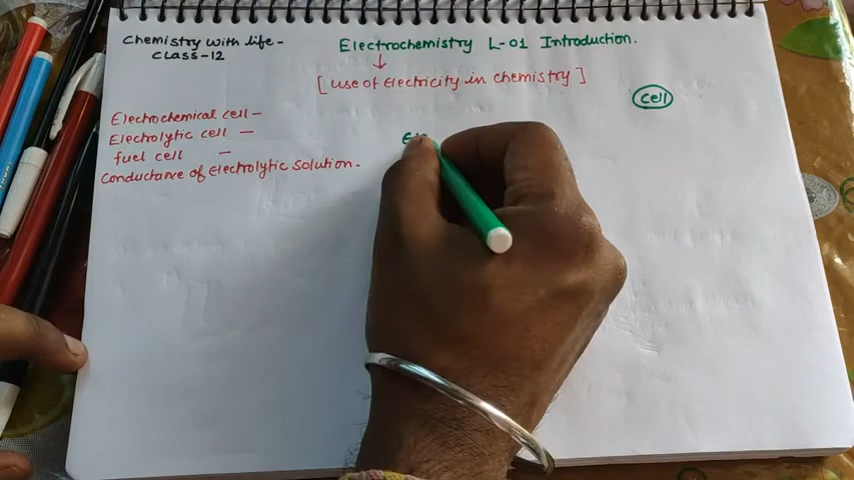 Chemistry with life-
Class-12
Electrochemistry L-01 Introduction.
↓
[ use of Electricity in chemistry ]
cell
Electrochemical cell -
Electrolytic cell -
fuel cell -
Conductance of Electrolytic solution.